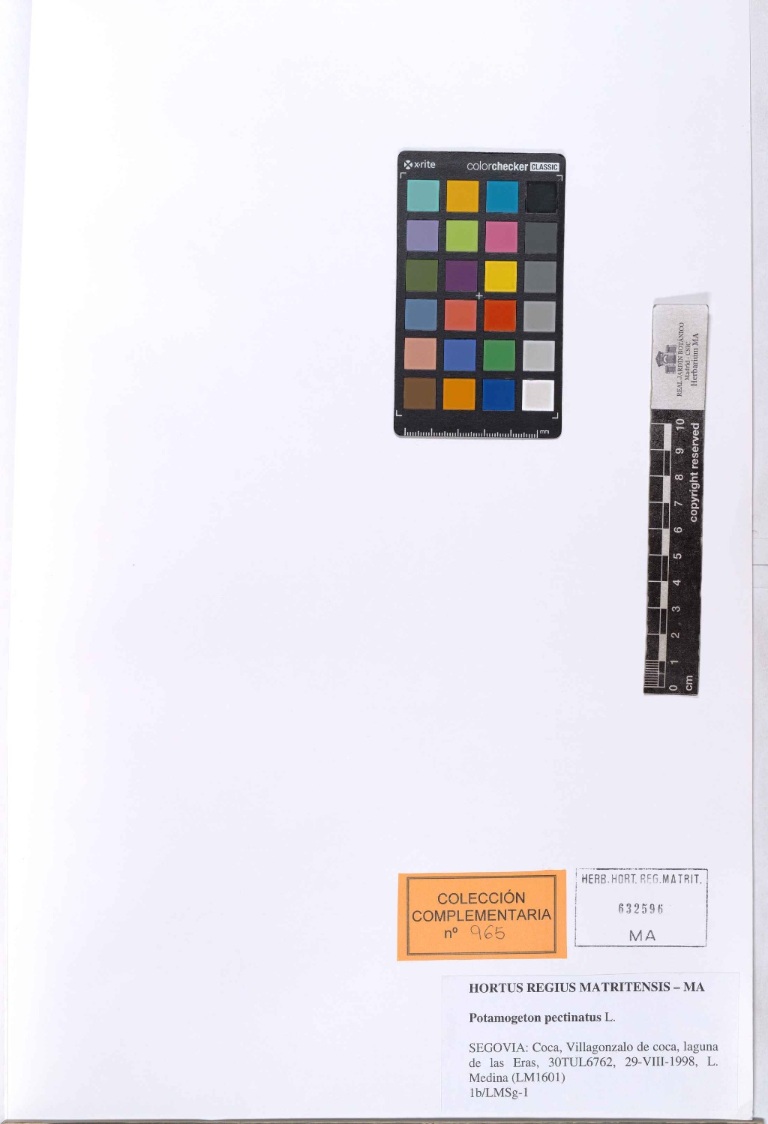 x-rite colorchecker CLASSIC
mm
REAL JARDÍN BOTÁNICO
Madrid - CSIC
Herbarium MA
0 1 2 3 4 5 6 7 8 9 10
cm copyright reserved
COLECCIÓN
COMPLEMENTARIA
nº 965
HERB. HORT. REG. MATRIT.
632596
MA
HORTUS REGIUS MATRITENSIS – MA
Potamogeton pectinatus L.
SEGOVIA: Coca, Villagonzalo de coca, laguna
de las Eras, 30TUL6762, 29-VIII-1998, L.
Medina (LM1601)
1b/LMSg-1